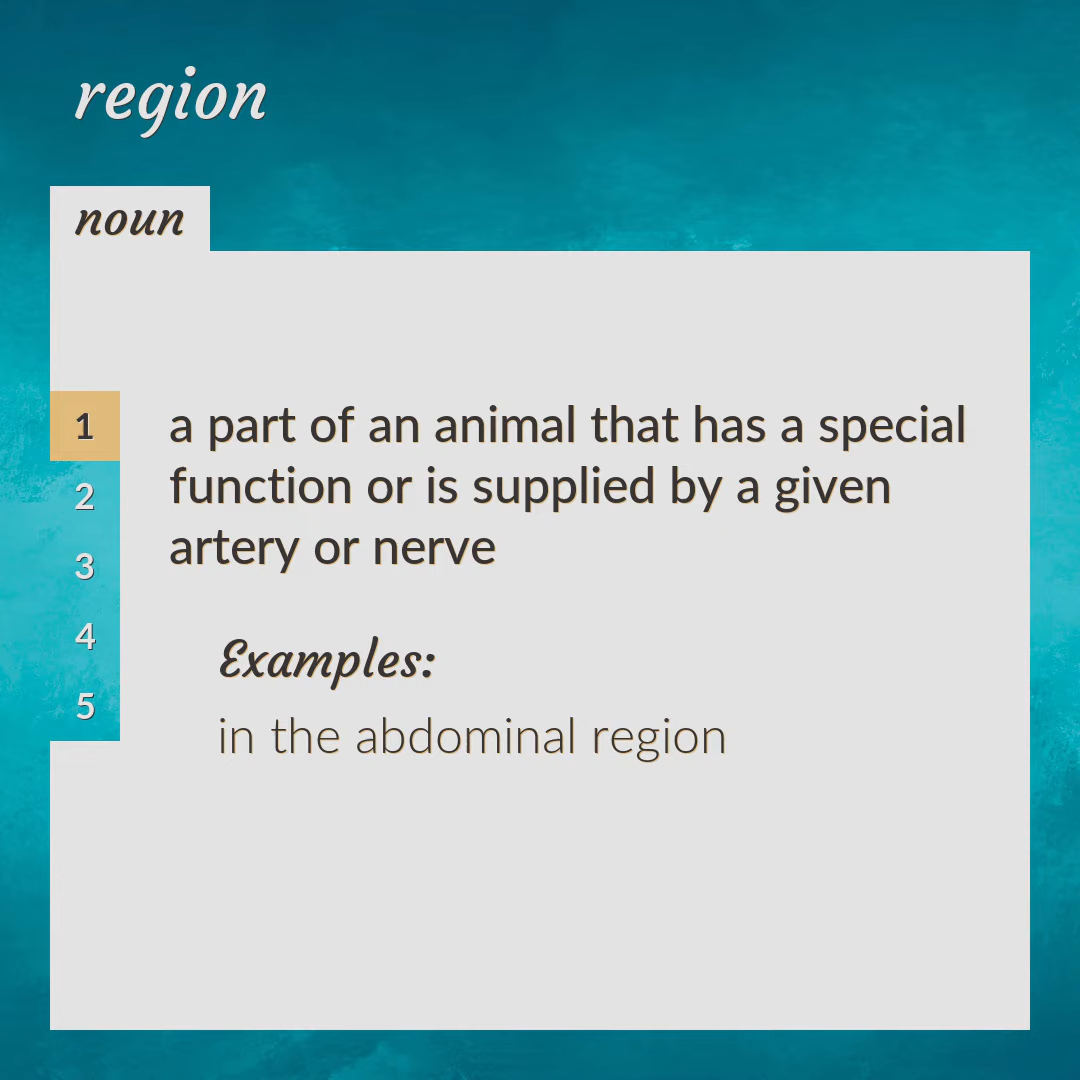 region
noun
1
a part of an animal that has a special
function or is supplied by a given
artery or nerve
2
3
4
5
Examples:
in the abdominal region